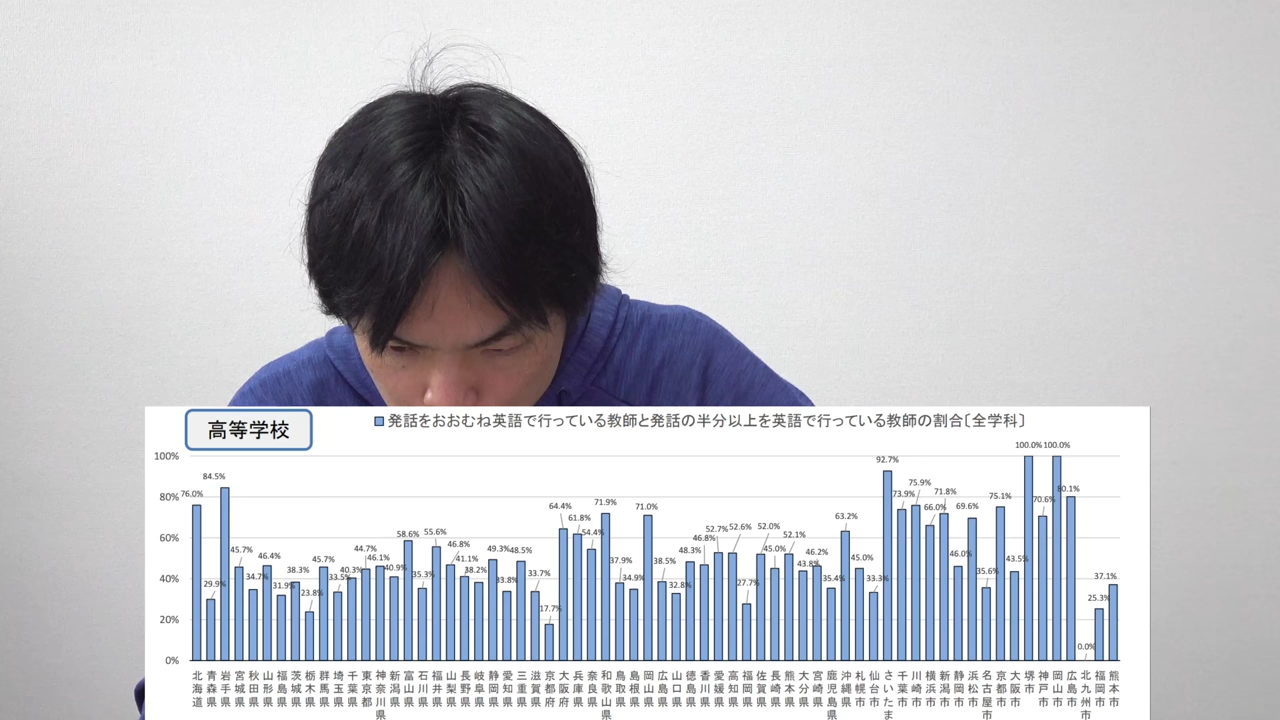 高等学校
発話をおおむね英語で行っている教師と発話の半分以上を英語で行っている教師の割合〔全学科〕
100%
80%
60%
40%
20%
0%
76.0%
29.9%
84.5%
45.7%
34.7%
46.4%
31.9%
38.3%
23.8%
45.7%
33.5%
40.3%
44.7%
46.1%
40.9%
58.6%
35.3%
55.6%
46.8%
41.1%
38.2%
49.3%
33.8%
48.5%
33.7%
17.7%
64.4%
61.8%
54.4%
71.9%
37.9%
34.9%
71.0%
38.5%
32.8%
48.3%
46.8%
52.7%
52.6%
27.7%
52.0%
45.0%
52.1%
43.8%
46.2%
35.4%
63.2%
45.0%
33.3%
92.7%
73.9%
75.9%
66.0%
71.8%
46.0%
69.6%
35.6%
75.1%
43.5%
100.0%
70.6%
100.0%
80.1%
0.0%
25.3%
37.1%
北海道
青森県
岩手県
宮城県
秋田県
山形県
福島県
茨城県
栃木県
群馬県
埼玉県
千葉県
東京都
神奈川県
新潟県
富山県
石川県
福井県
山梨県
長野県
岐阜県
静岡県
愛知県
三重県
滋賀県
京都府
大阪府
兵庫県
奈良県
和歌山県
鳥取県
島根県
岡山県
広島県
山口県
徳島県
香川県
愛媛県
高知県
福岡県
佐賀県
長崎県
熊本県
大分県
宮崎県
鹿児島県
沖縄県
札幌市
仙台市
さいたま
千葉市
川崎市
横浜市
新潟市
静岡市
浜松市
名古屋市
京都市
大阪市
堺市
神戸市
岡山市
広島市
北九州市
福岡市
熊本市